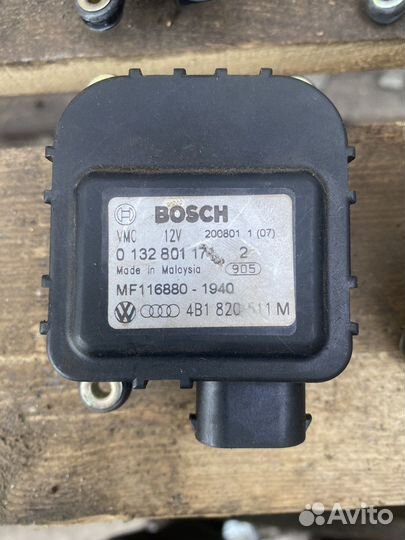 BOSCH
VMC 12V 200801 1 (07)
0 132 801 2
Made in Malaysia 905
MF116880-1940
4B1 820 511 M
Avito